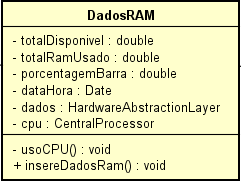 DadosRAM
- totalDisponivel : double
- totalRamUsado : double
- porcentagemBarra : double
- dataHora : Date
- dados : HardwareAbstractionLayer
- cpu : CentralProcessor
- usoCPU() : void
+ insereDadosRam() : void